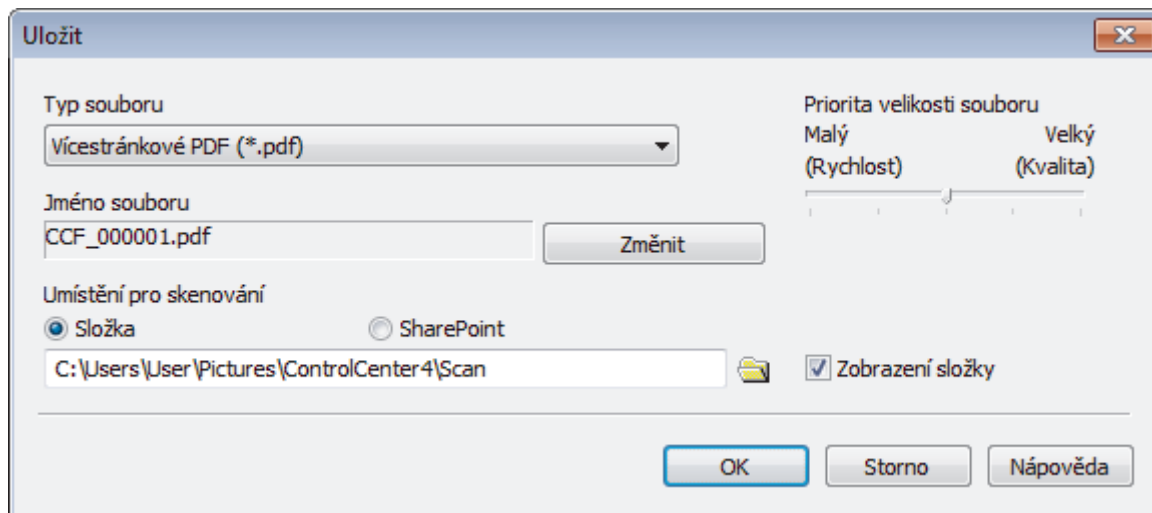 Uložit
Typ souboru
Vícestránkové PDF (*.pdf)
Priorita velikosti souboru
Malý Velký
(Rychlost) (Kvalita)
Jméno souboru
CCF_000001.pdf Změnit
Umístění pro skenování
Složka SharePoint
C:\Users\User\Pictures\ControlCenter4\Scan Zobrazení složky
OK Storno Nápověda